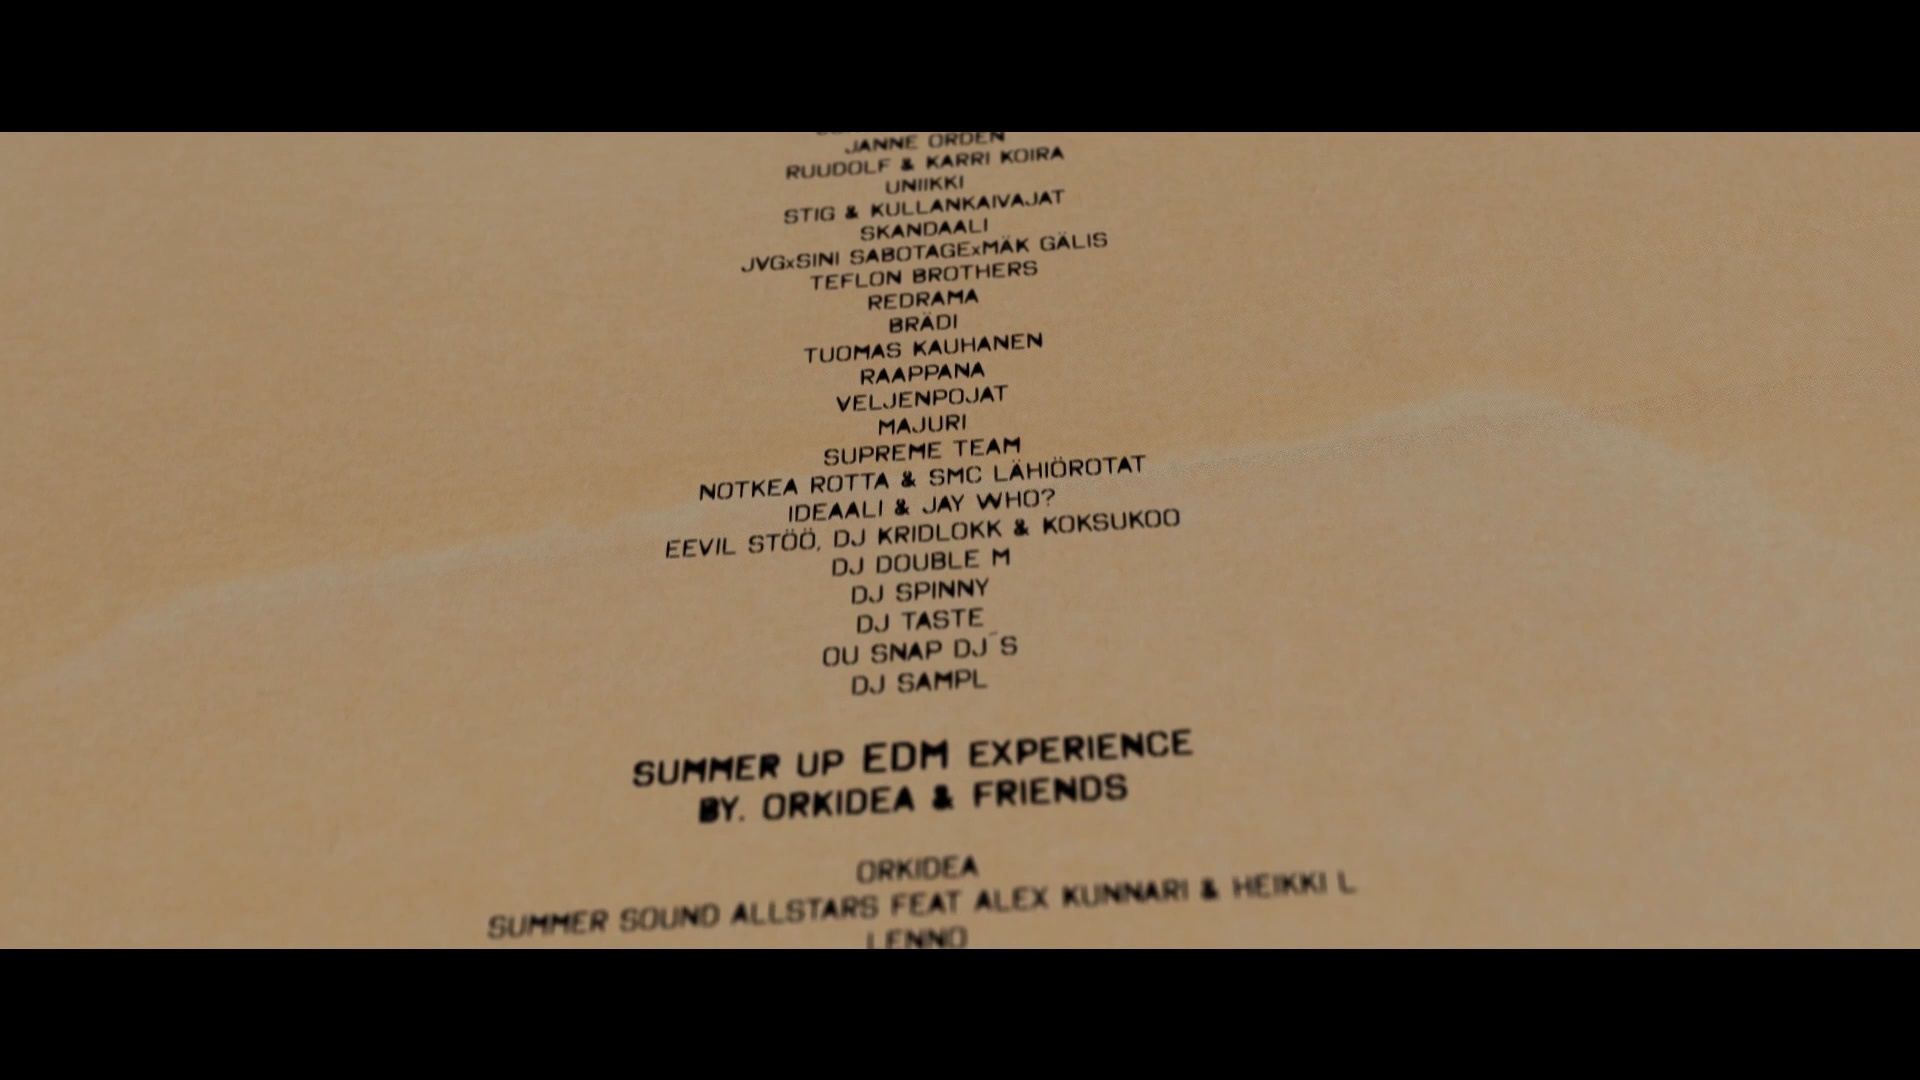 JANNE ORDEN
RUUDOLF & KARRI KOIRA
UNIIKKI
STIG & KULLANKAIVAJAT
SKANDAALI
JVGxSINI SABOTAGExMÄK GÄLIS
TEFLON BROTHERS
REDRAMA
BRÄDI
TUOMAS KAUHANEN
RAAPPANA
VELJENPOJAT
MAJURI
SUPREME TEAM
NOTKEA ROTTA & SMC LÄHIÖROTAT
IDEAALI & JAY WHO?
EEVIL STÖÖ, DJ KRIDLOKK & KOKSUKOO
DJ DOUBLE M
DJ SPINNY
DJ TASTE
OU SNAP DJ´S
DJ SAMPL
SUMMER UP EDM EXPERIENCE
BY. ORKIDEA & FRIENDS
ORKIDEA
SUMMER SOUND ALLSTARS FEAT ALEX KUNNARI & HEIKKI L
LENNO